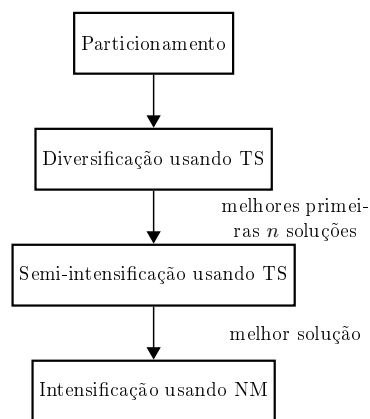 Particionamento
Diversificação usando TS
melhores primei-
ras n soluções
Semi-intensificação usando TS
melhor solução
Intensificação usando NM